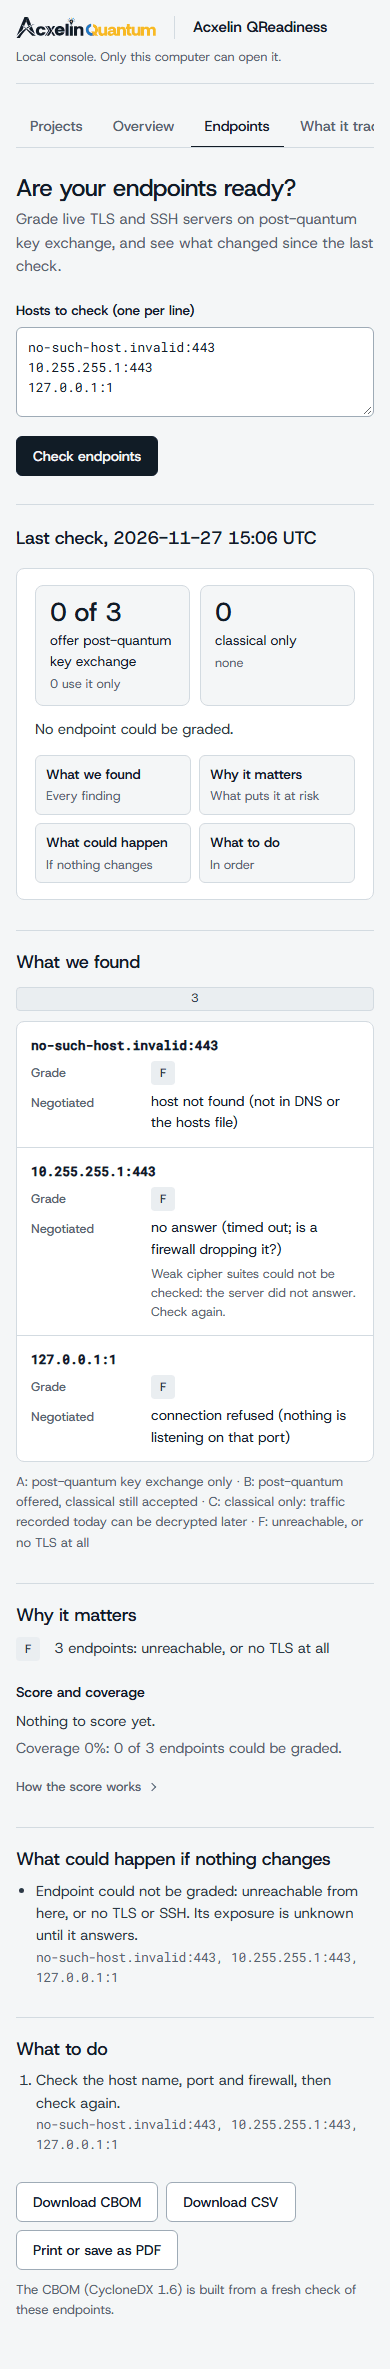 Acxelin Quantum
Acxelin QReadiness
Local console. Only this computer can open it.
Projects
Overview
Endpoints
What it trac
Are your endpoints ready?
Grade live TLS and SSH servers on post-quantum
key exchange, and see what changed since the last
check.
Hosts to check (one per line)
no-such-host.invalid:443
10.255.255.1:443
127.0.0.1:1
Check endpoints
Last check, 2026-11-27 15:06 UTC
0 of 3
offer post-quantum
key exchange
0 use it only
0
classical only
none
No endpoint could be graded.
What we found
Every finding
Why it matters
What puts it at risk
What could happen
If nothing changes
What to do
In order
What we found
3
no-such-host.invalid:443
Grade
F
Negotiated
host not found (not in DNS or
the hosts file)
10.255.255.1:443
Grade
F
Negotiated
no answer (timed out; is a
firewall dropping it?)
Weak cipher suites could not be
checked: the server did not answer.
Check again.
127.0.0.1:1
Grade
F
Negotiated
connection refused (nothing is
listening on that port)
A: post-quantum key exchange only · B: post-quantum
offered, classical still accepted · C: classical only: traffic
recorded today can be decrypted later · F: unreachable, or
no TLS at all
Why it matters
F
3 endpoints: unreachable, or no TLS at all
Score and coverage
Nothing to score yet.
Coverage 0%: 0 of 3 endpoints could be graded.
How the score works
What could happen if nothing changes
• Endpoint could not be graded: unreachable from
here, or no TLS or SSH. Its exposure is unknown
until it answers.
no-such-host.invalid:443, 10.255.255.1:443,
127.0.0.1:1
What to do
1. Check the host name, port and firewall, then
check again.
no-such-host.invalid:443, 10.255.255.1:443,
127.0.0.1:1
Download CBOM
Download CSV
Print or save as PDF
The CBOM (CycloneDX 1.6) is built from a fresh check of
these endpoints.